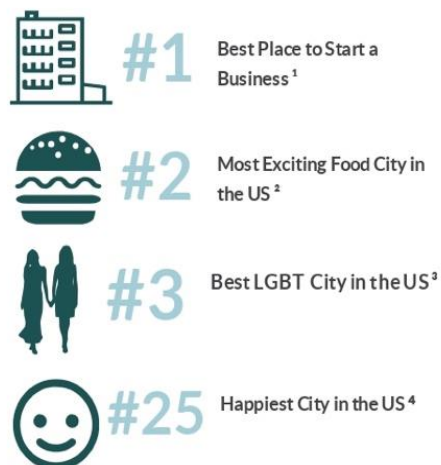 #1
Best Place to Start a
Business ¹
#2
Most Exciting Food City in
the US ²
#3
Best LGBT City in the US ³
#25
Happiest City in the US ⁴